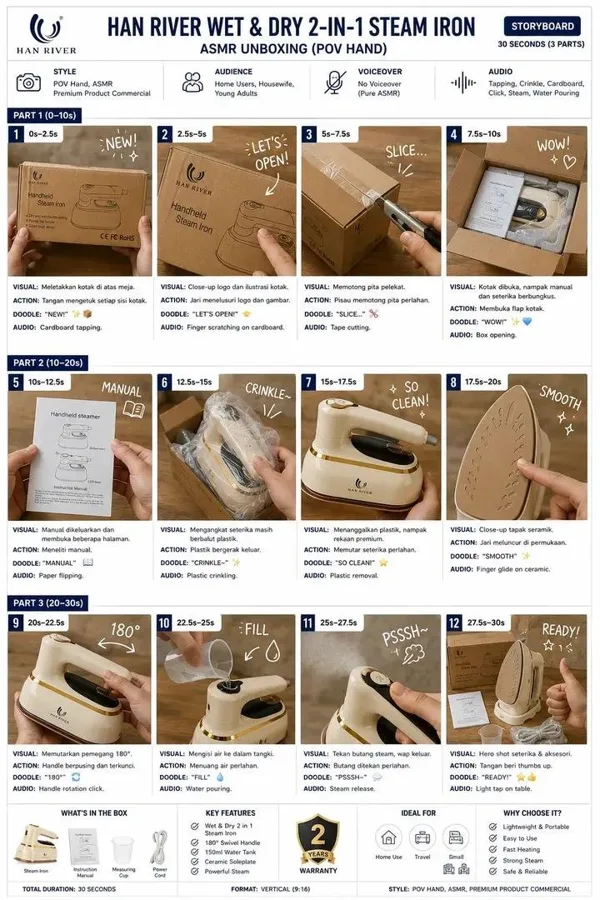 HAN RIVER
HAN RIVER WET & DRY 2-IN-1 STEAM IRON
ASMR UNBOXING (POV HAND)
STORYBOARD
30 SECONDS (3 PARTS)
STYLE
POV Hand, ASMR
Premium Product Commercial
AUDIENCE
Home Users, Housewife,
Young Adults
VOICEOVER
No Voiceover
(Pure ASMR)
AUDIO
Tapping, Crinkle, Cardboard,
Click, Steam, Water Pouring
PART 1 (0–10s)
1 0s–2.5s
NEW!
HAN RIVER
Handheld
Steam Iron
CE FC RoHS
VISUAL: Meletakkan kotak di atas meja.
ACTION: Tangan mengetuk setiap sisi kotak.
DOODLE: "NEW!" ✨📦
AUDIO: Cardboard tapping.
2 2.5s–5s
LET'S
OPEN!
HAN RIVER
Handheld
Steam Iron
VISUAL: Close-up logo dan ilustrasi kotak.
ACTION: Jari menelusuri logo dan gambar.
DOODLE: "LET'S OPEN!"
AUDIO: Finger scratching on cardboard.
3 5s–7.5s
SLICE...
VISUAL: Memotong pita pelekat.
ACTION: Pisau memotong pita perlahan.
DOODLE: "SLICE..."
AUDIO: Tape cutting.
4 7.5s–10s
WOW!
VISUAL: Kotak dibuka, nampak manual
dan seterika berbungkus.
ACTION: Membuka flap kotak.
DOODLE: "WOW!" ✨💙
AUDIO: Box opening.
PART 2 (10–20s)
5 10s–12.5s
MANUAL
Handheld steamer
VISUAL: Manual dikeluarkan dan
membuka beberapa halaman.
ACTION: Meneliti manual.
DOODLE: "MANUAL" 📖
AUDIO: Paper flipping.
6 12.5s–15s
CRINKLE~
VISUAL: Mengangkat seterika masih
berbalut plastik.
ACTION: Plastik bergerak keluar.
DOODLE: "CRINKLE~" ✨
AUDIO: Plastic crinkling.
7 15s–17.5s
SO
CLEAN!
HAN RIVER
VISUAL: Menanggalkan plastik, nampak
rekaan premium.
ACTION: Memutar seterika perlahan.
DOODLE: "SO CLEAN!" ⭐
AUDIO: Plastic removal.
8 17.5s–20s
SMOOTH
VISUAL: Close-up tapak seramik.
ACTION: Jari meluncur di permukaan.
DOODLE: "SMOOTH" ✨
AUDIO: Finger glide on ceramic.
PART 3 (20–30s)
9 20s–22.5s
180°
VISUAL: Memutarkan pemegang 180°.
ACTION: Handle berpusing dan terkunci.
DOODLE: "180°" 🔄
AUDIO: Handle rotation click.
10 22.5s–25s
FILL
VISUAL: Mengisi air ke dalam tangki.
ACTION: Menuang air perlahan.
DOODLE: "FILL" 💧
AUDIO: Water pouring.
11 25s–27.5s
PSSSH~
VISUAL: Tekan butang steam, wap keluar.
ACTION: Butang ditekan perlahan.
DOODLE: "PSSSH~"
AUDIO: Steam release.
12 27.5s–30s
READY!
VISUAL: Hero shot seterika & aksesori.
ACTION: Tangan beri thumbs up.
DOODLE: "READY!" ⭐👍
AUDIO: Light tap on table.
WHAT'S IN THE BOX
Steam Iron
Instruction
Manual
Measuring
Cup
Power
Cord
KEY FEATURES
Wet & Dry 2 in 1
Steam Iron
180° Swivel Handle
150ml Water Tank
Ceramic Soleplate
Powerful Steam
2
YEARS
WARRANTY
IDEAL FOR
Home Use
Travel
Small
WHY CHOOSE IT?
Lightweight & Portable
Easy to Use
Fast Heating
Strong Steam
Safe & Reliable
TOTAL DURATION: 30 SECONDS
FORMAT: VERTICAL (9:16)
STYLE: POV HAND, ASMR, PREMIUM PRODUCT COMMERCIAL